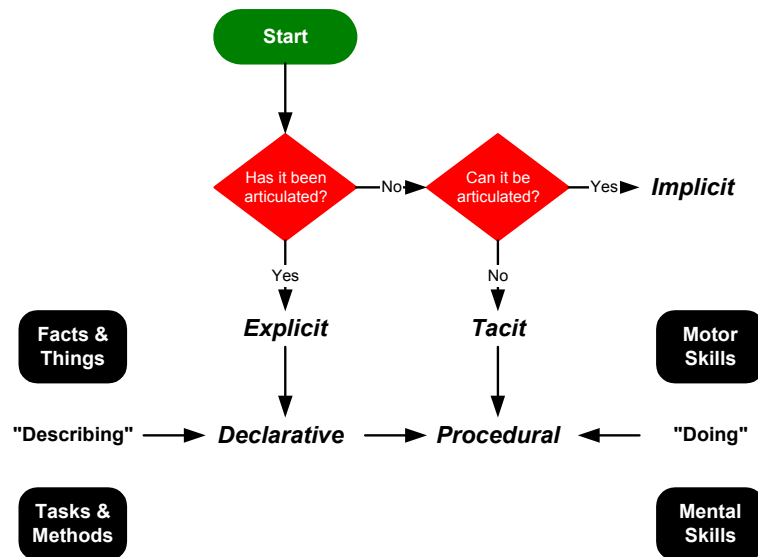 Start
Has it been
articulated?
No
Can it be
articulated?
Yes
Implicit
Yes
No
Facts &
Things
Explicit
Tacit
Motor
Skills
"Describing"
Declarative
Procedural
"Doing"
Tasks &
Methods
Mental
Skills